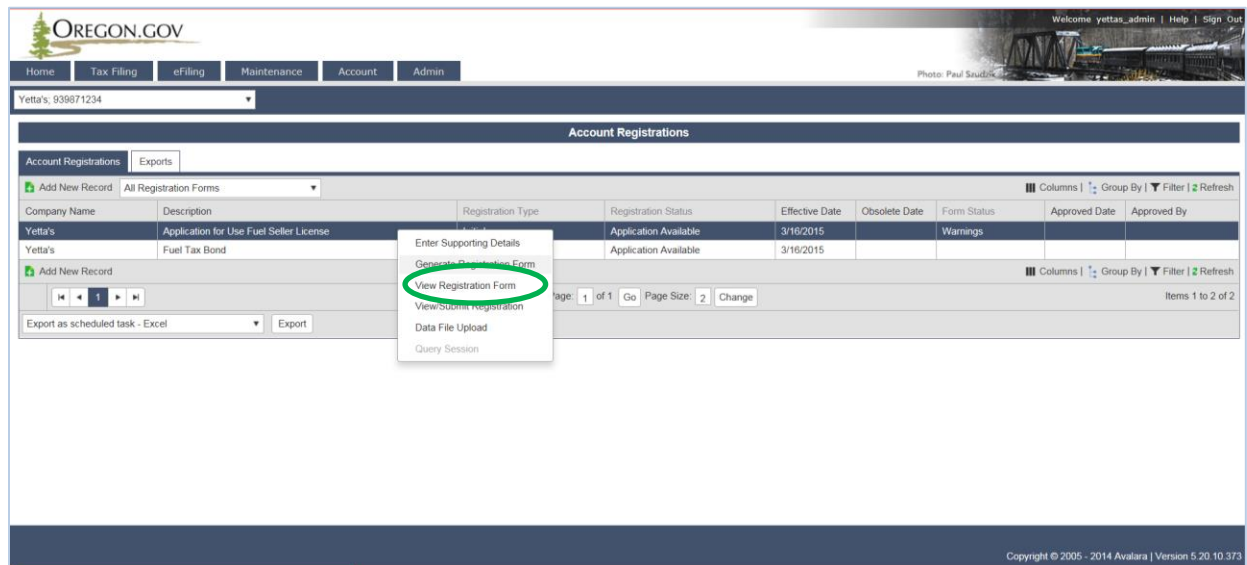 Welcome yettas_admin | Help | Sign Out
OREGON.GOV
Home Tax Filing eFiling Maintenance Account Admin
Photo: Paul Szudzik
Yetta's; 939871234
Account Registrations
Account Registrations Exports
Add New Record All Registration Forms Columns | Group By | Filter | Refresh
Company Name Description Registration Type Registration Status Effective Date Obsolete Date Form Status Approved Date Approved By
Yetta's Application for Use Fuel Seller License Application Available 3/16/2015 Warnings
Yetta's Fuel Tax Bond Application Available 3/16/2015
Enter Supporting Details
Generate Registration Form
View Registration Form
View/Submit Registration
Data File Upload
Query Session
Add New Record Columns | Group By | Filter | Refresh
1 Page: 1 of 1 Go Page Size: 2 Change Items 1 to 2 of 2
Export as scheduled task - Excel Export
Copyright © 2005 - 2014 Avalara | Version 5.20.10.373